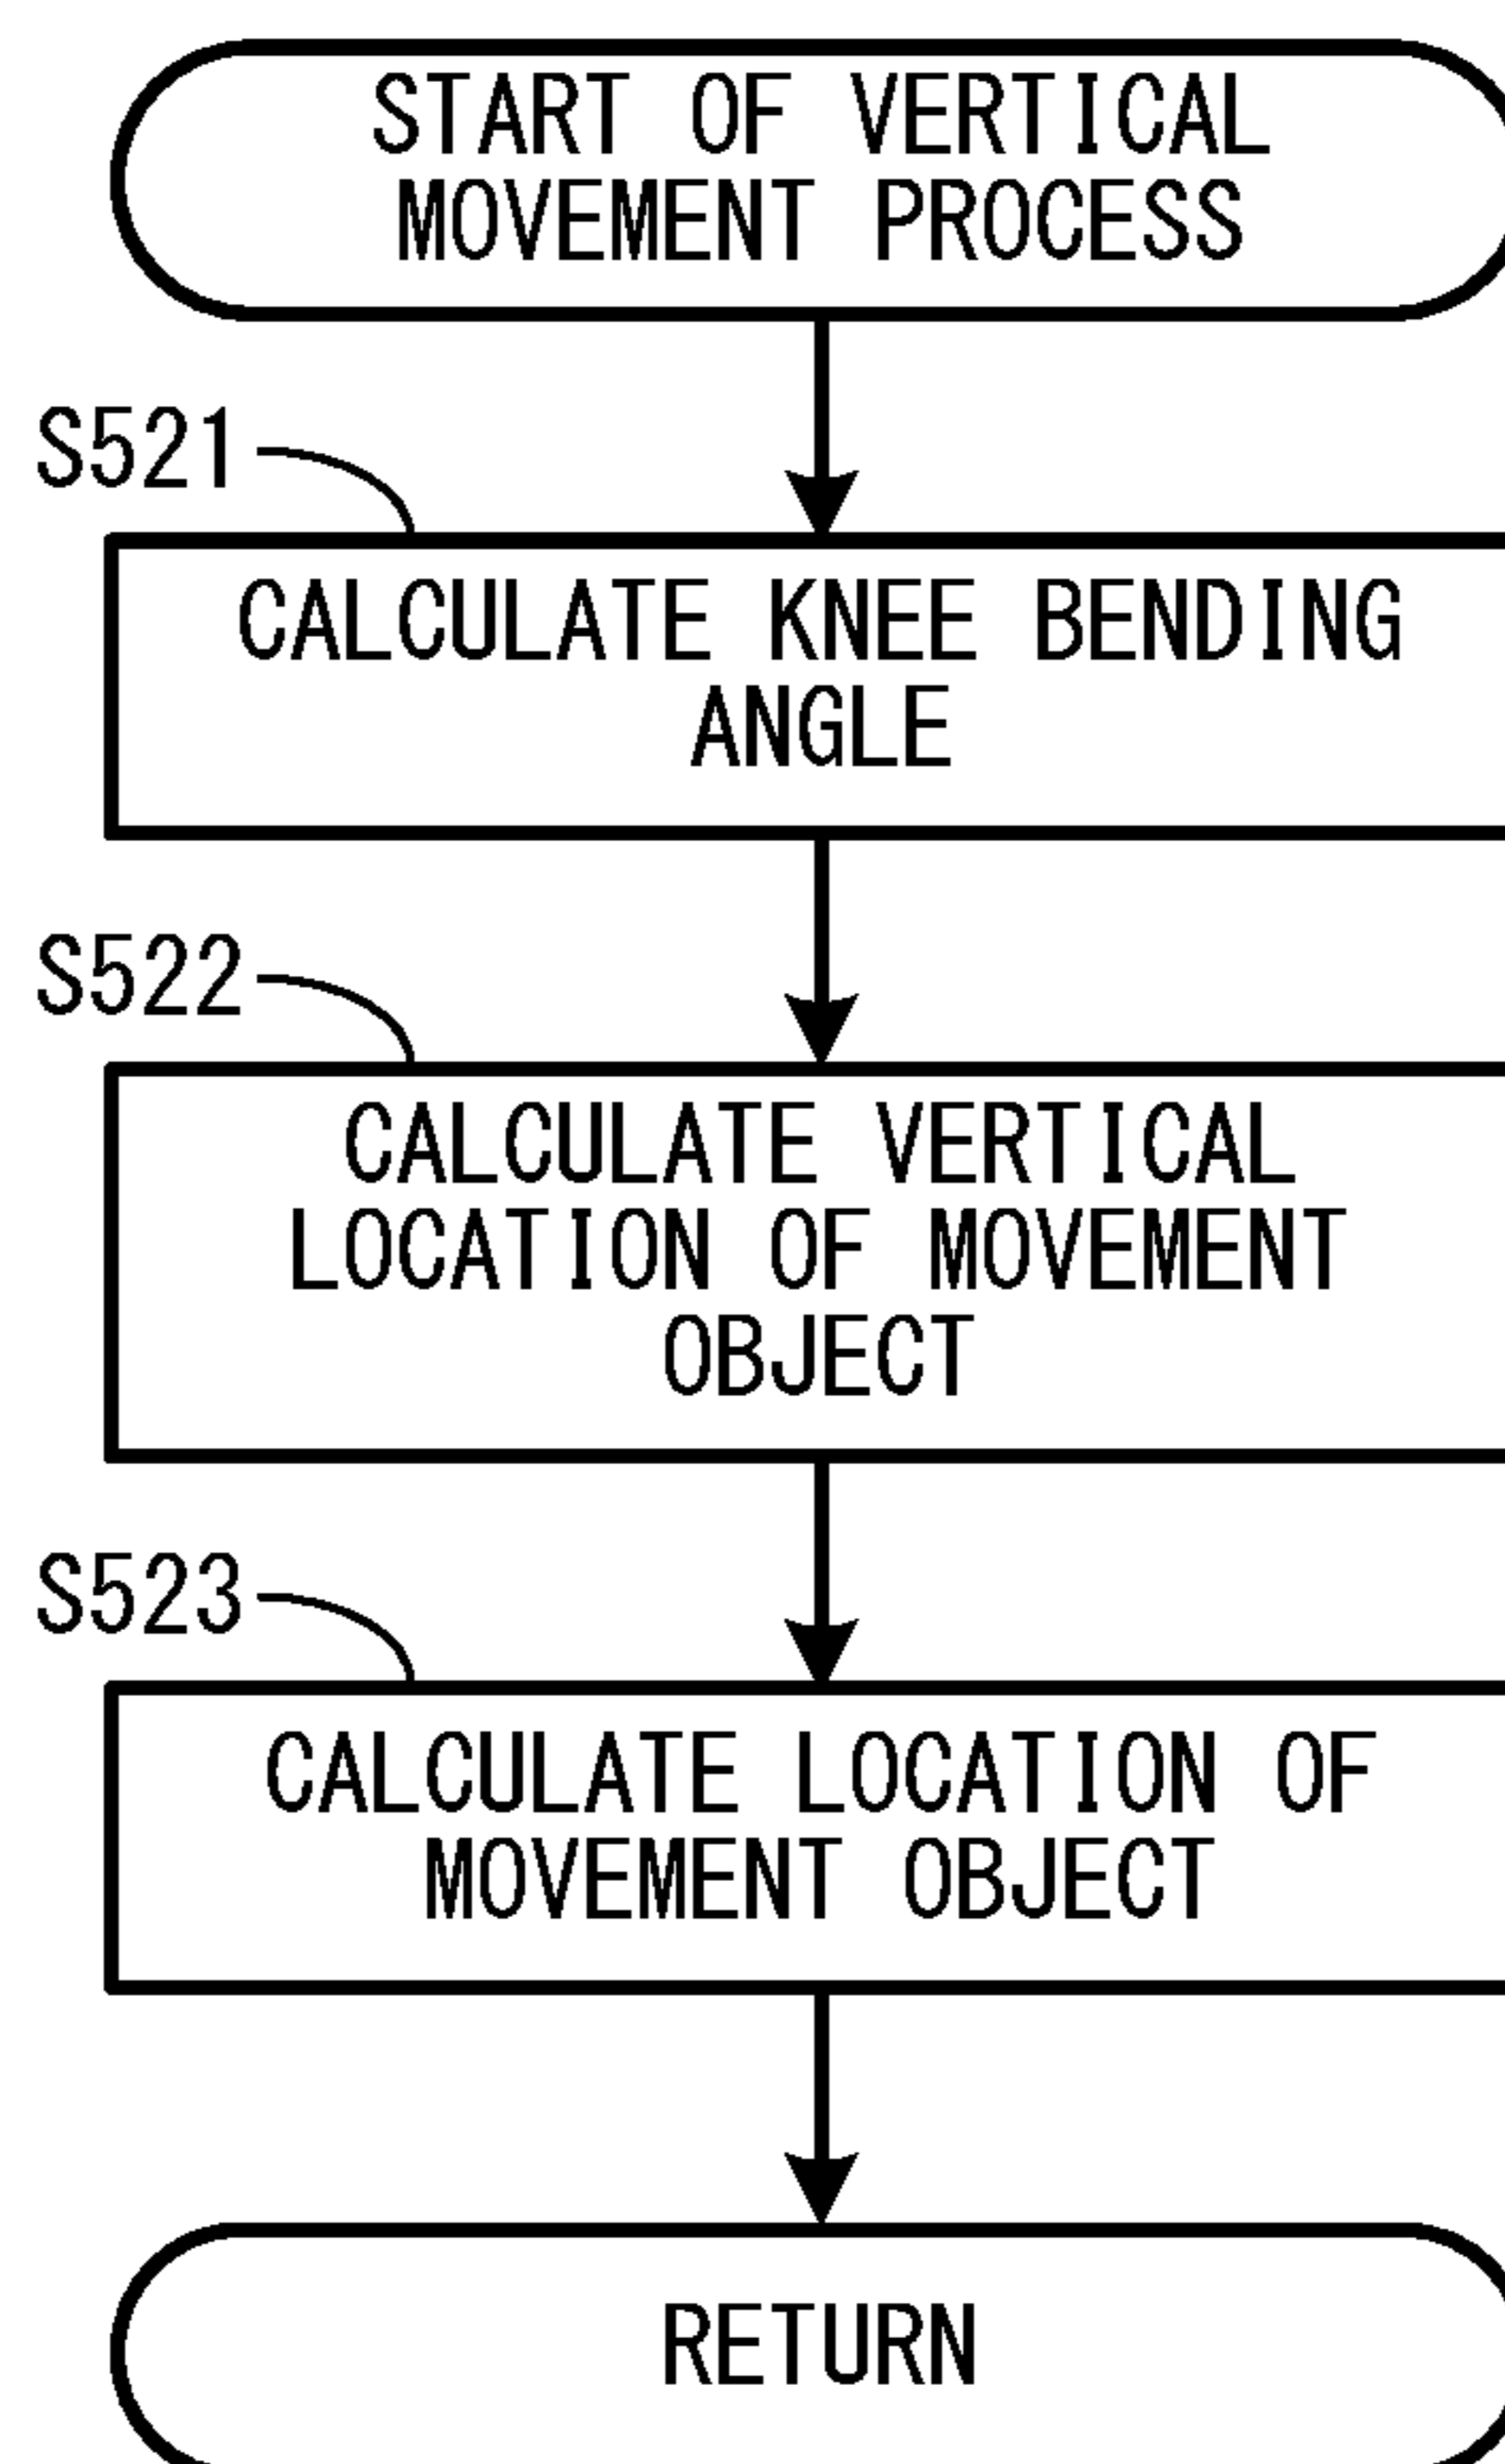 START OF VERTICAL
MOVEMENT PROCESS
S521
CALCULATE KNEE BENDING
ANGLE
S522
CALCULATE VERTICAL
LOCATION OF MOVEMENT
OBJECT
S523
CALCULATE LOCATION OF
MOVEMENT OBJECT
RETURN